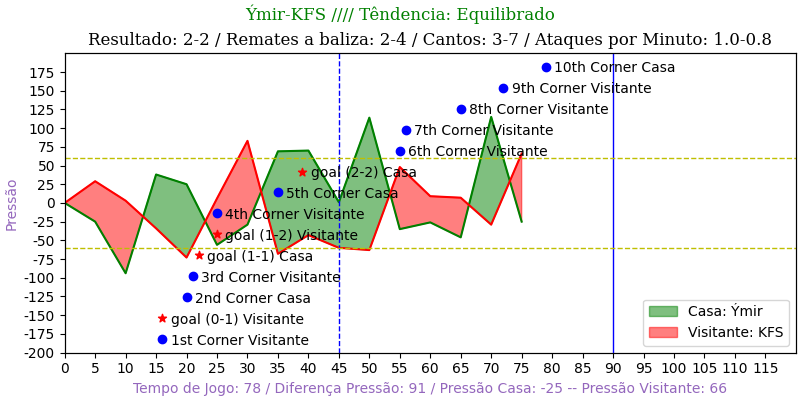 Ýmir-KFS //// Têndencia: Equilibrado
Resultado: 2-2 / Remates a baliza: 2-4 / Cantos: 3-7 / Ataques por Minuto: 1.0-0.8
Pressão
175
150
125
100
75
50
25
0
-25
-50
-75
-100
-125
-150
-175
-200
10th Corner Casa
9th Corner Visitante
8th Corner Visitante
7th Corner Visitante
6th Corner Visitante
goal (2-2) Casa
5th Corner Casa
4th Corner Visitante
goal (1-2) Visitante
goal (1-1) Casa
3rd Corner Visitante
2nd Corner Casa
goal (0-1) Visitante
1st Corner Visitante
Casa: Ýmir
Visitante: KFS
0 5 10 15 20 25 30 35 40 45 50 55 60 65 70 75 80 85 90 95 100 105 110 115
Tempo de Jogo: 78 / Diferença Pressão: 91 / Pressão Casa: -25 -- Pressão Visitante: 66